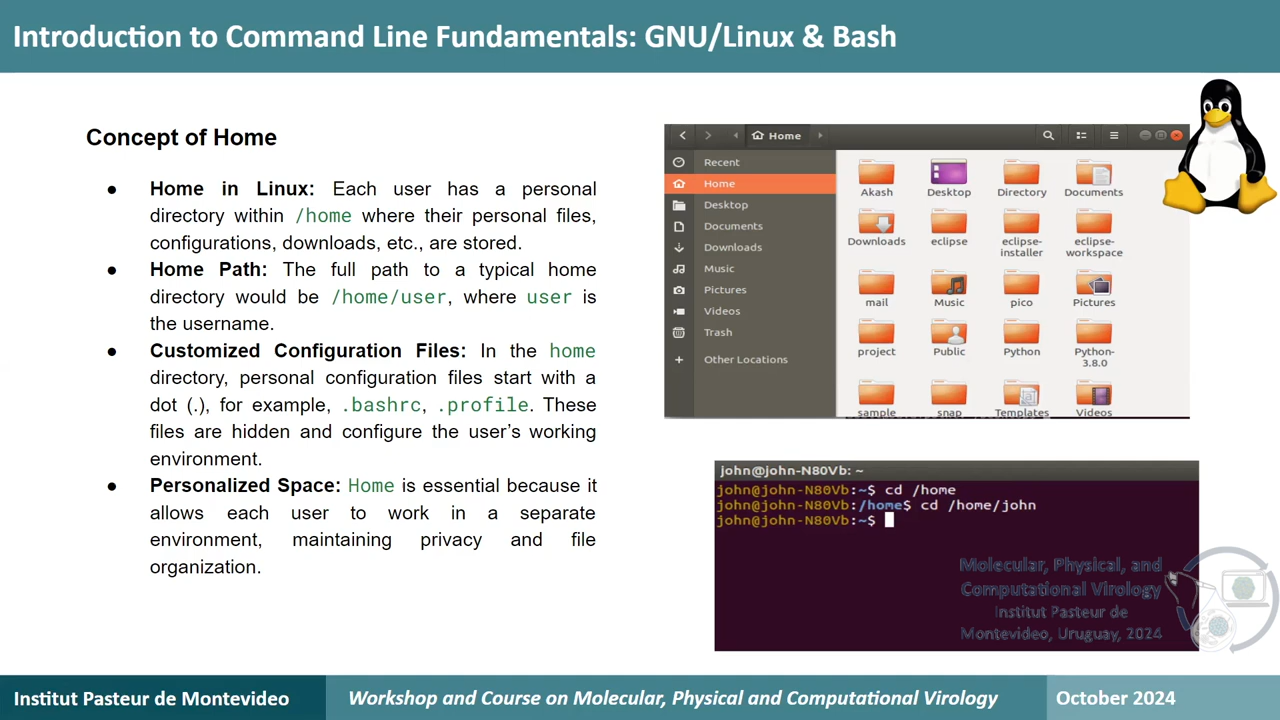 Introduction to Command Line Fundamentals: GNU/Linux & Bash
Concept of Home
● Home in Linux: Each user has a personal
directory within /home where their personal files,
configurations, downloads, etc., are stored.
● Home Path: The full path to a typical home
directory would be /home/user, where user is
the username.
● Customized Configuration Files: In the home
directory, personal configuration files start with a
dot (.), for example, .bashrc, .profile. These
files are hidden and configure the user's working
environment.
● Personalized Space: Home is essential because it
allows each user to work in a separate
environment, maintaining privacy and file
organization.
Home
Recent
Home
Desktop
Documents
Downloads
Music
Pictures
Videos
Trash
Other Locations
Akash Desktop Directory Documents
Downloads eclipse eclipse-installer eclipse-workspace
mail Music pico Pictures
project Public Python Python-3.8.0
sample snap Templates Videos
john@john-N80Vb: ~
john@john-N80Vb:~$ cd /home
john@john-N80Vb:/home$ cd /home/john
john@john-N80Vb:~$
Molecular, Physical, and
Computational Virology
Institut Pasteur de
Montevideo, Uruguay, 2024
Institut Pasteur de Montevideo
Workshop and Course on Molecular, Physical and Computational Virology
October 2024